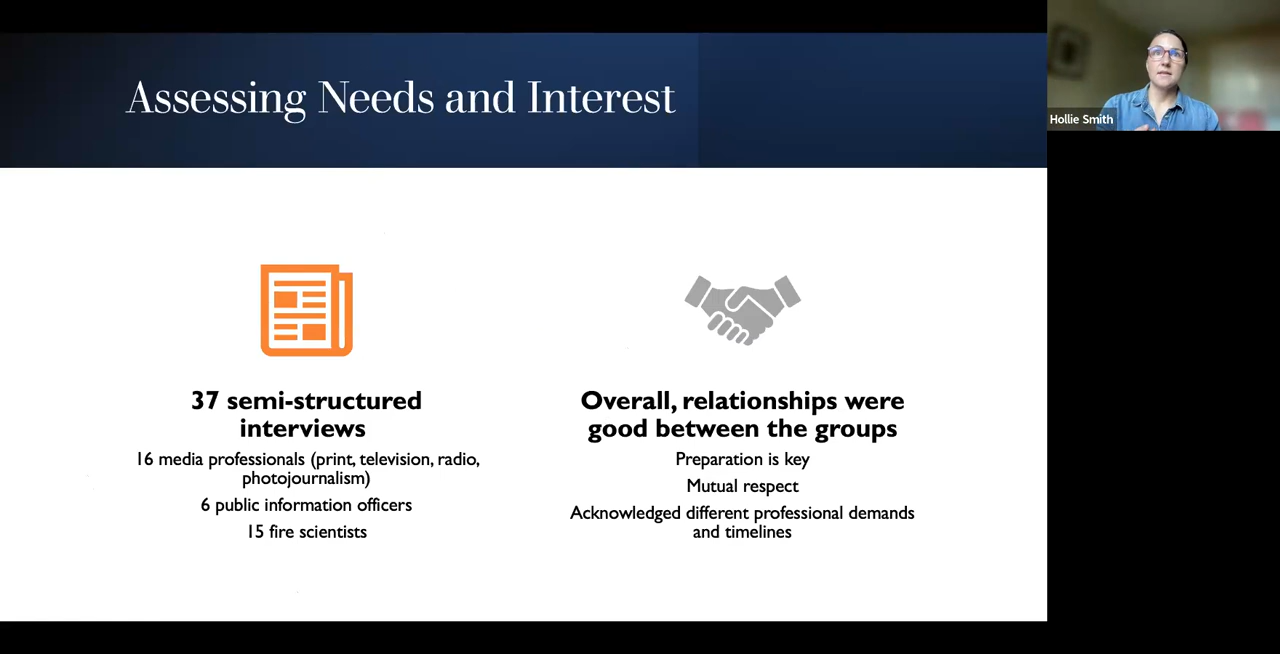 Assessing Needs and Interest
Hollie Smith
37 semi-structured
interviews
16 media professionals (print, television, radio,
photojournalism)
6 public information officers
15 fire scientists
Overall, relationships were
good between the groups
Preparation is key
Mutual respect
Acknowledged different professional demands
and timelines